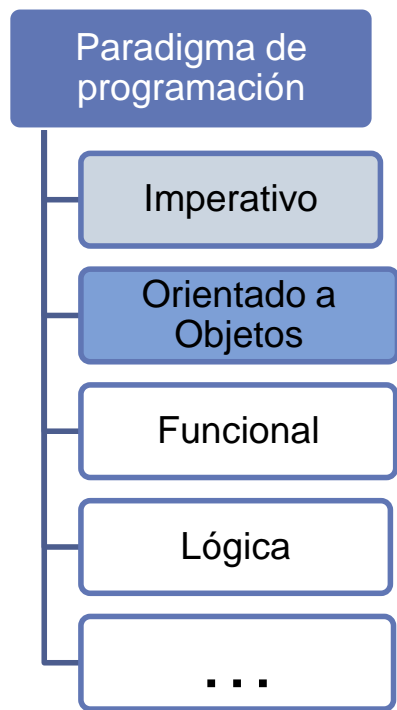 Paradigma de
programación
Imperativo
Orientado a
Objetos
Funcional
Lógica
...